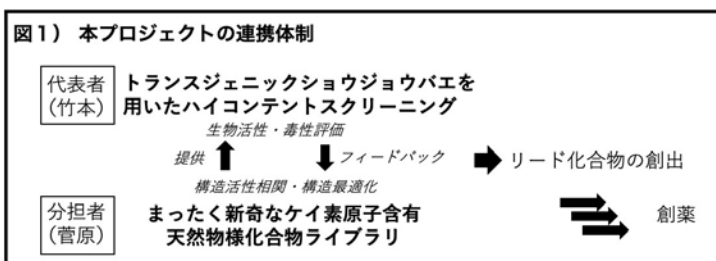 図1） 本プロジェクトの連携体制
代表者
（竹本）
トランスジェニックショウジョウバエを
用いたハイコンテントスクリーニング
生物活性・毒性評価
提供
フィードバック
リード化合物の創出
構造活性相関・構造最適化
分担者
（菅原）
まったく新奇なケイ素原子含有
天然物様化合物ライブラリ
創薬